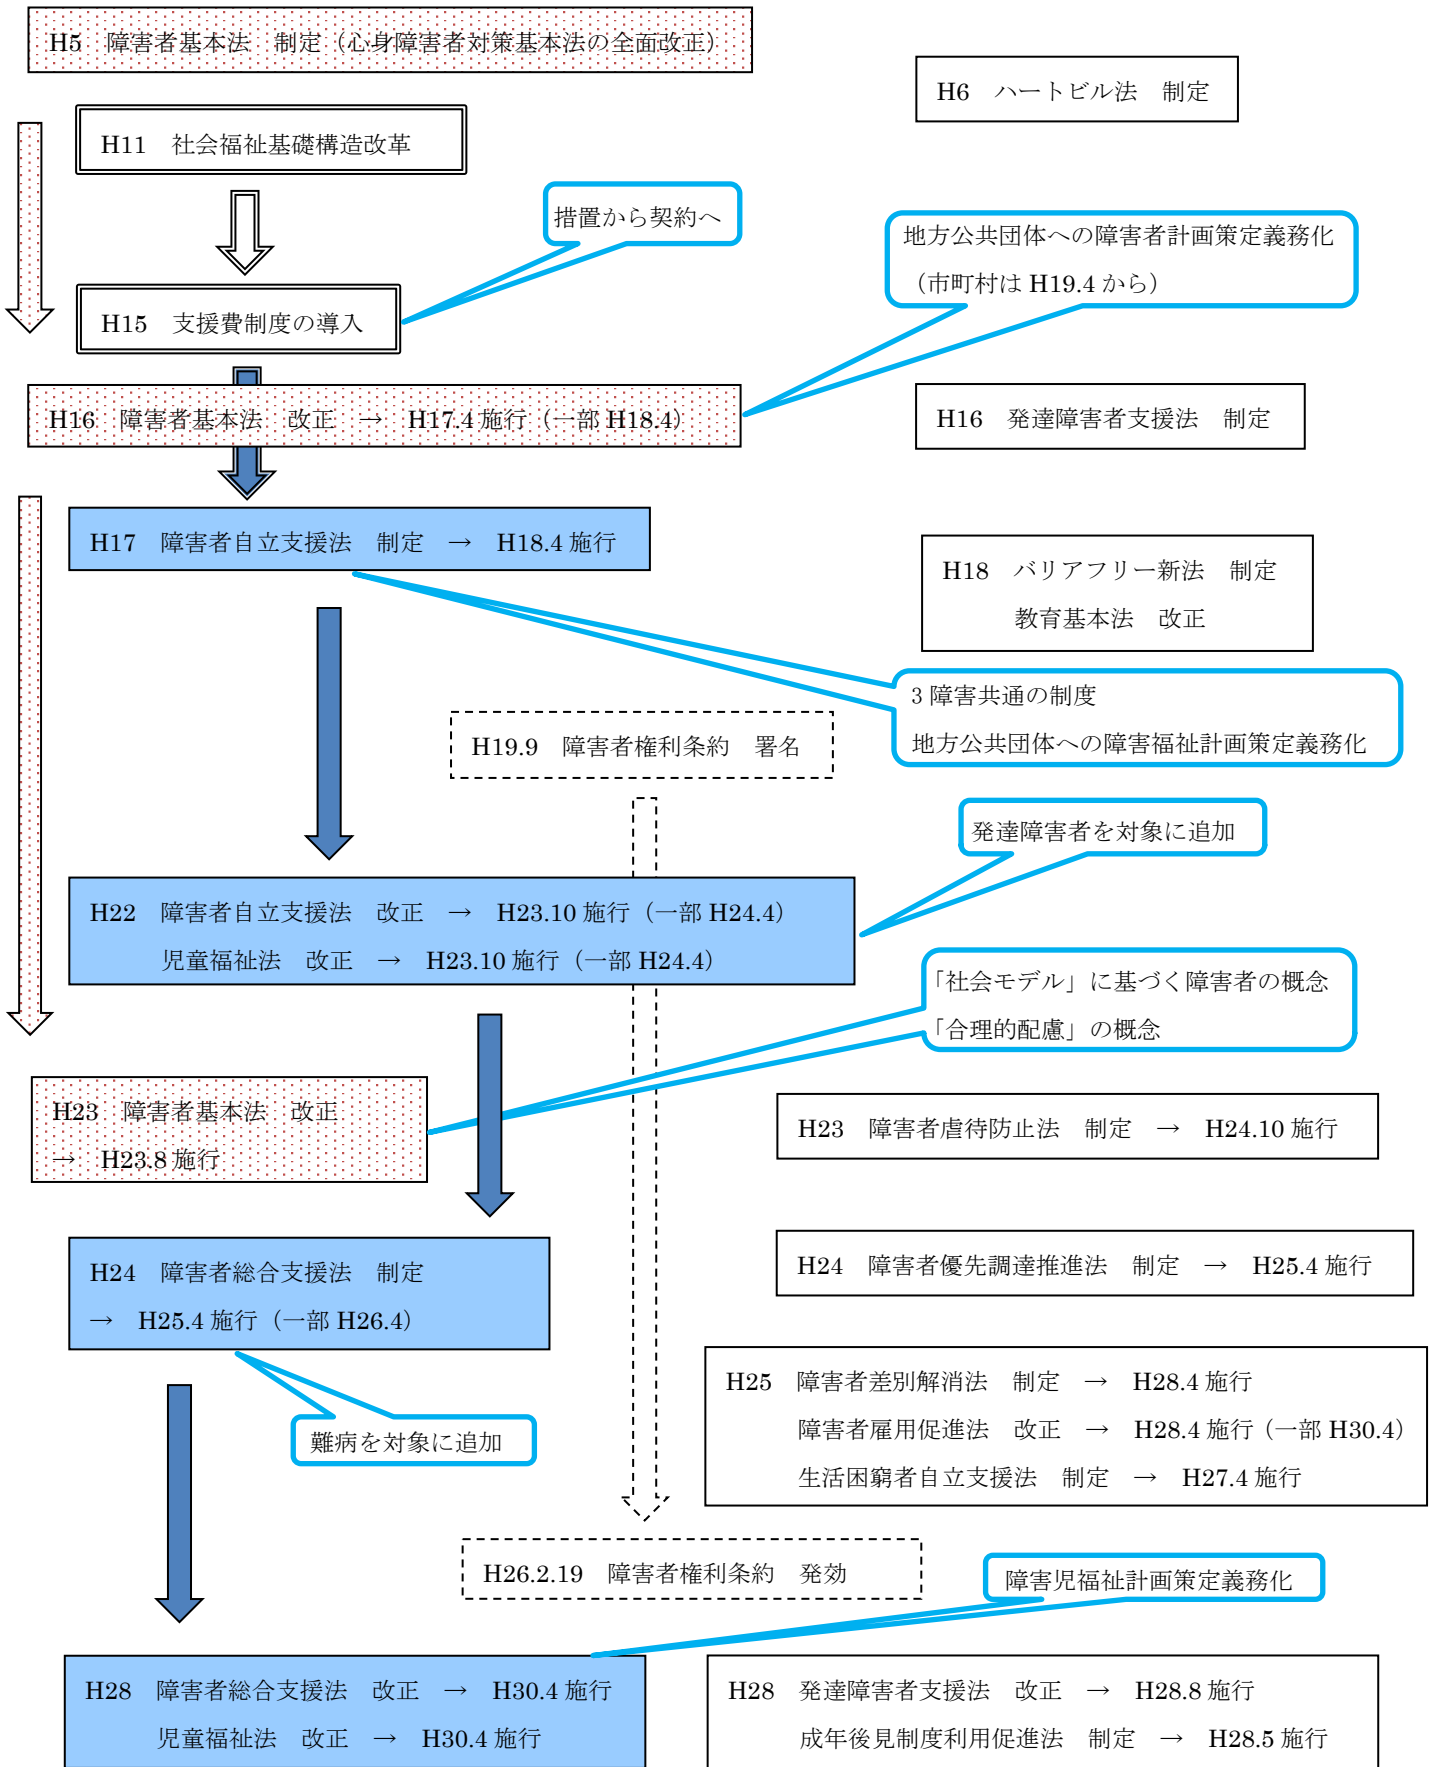 H5　障害者基本法　制定（心身障害者対策基本法の全面改正）
H6　ハートビル法　制定
H11　社会福祉基礎構造改革
措置から契約へ
地方公共団体への障害者計画策定義務化
（市町村は H19.4 から）
H15　支援費制度の導入
H16　障害者基本法　改正　→　H17.4 施行（一部 H18.4）
H16　発達障害者支援法　制定
H17　障害者自立支援法　制定　→　H18.4 施行
H18　バリアフリー新法　制定
教育基本法　改正
3 障害共通の制度
地方公共団体への障害福祉計画策定義務化
H19.9　障害者権利条約　署名
発達障害者を対象に追加
H22　障害者自立支援法　改正　→　H23.10 施行（一部 H24.4）
児童福祉法　改正　→　H23.10 施行（一部 H24.4）
「社会モデル」に基づく障害者の概念
「合理的配慮」の概念
H23　障害者基本法　改正
→　H23.8 施行
H23　障害者虐待防止法　制定　→　H24.10 施行
H24　障害者総合支援法　制定
→　H25.4 施行（一部 H26.4）
H24　障害者優先調達推進法　制定　→　H25.4 施行
難病を対象に追加
H25　障害者差別解消法　制定　→　H28.4 施行
障害者雇用促進法　改正　→　H28.4 施行（一部 H30.4）
生活困窮者自立支援法　制定　→　H27.4 施行
H26.2.19　障害者権利条約　発効
障害児福祉計画策定義務化
H28　障害者総合支援法　改正　→　H30.4 施行
児童福祉法　改正　→　H30.4 施行
H28　発達障害者支援法　改正　→　H28.8 施行
成年後見制度利用促進法　制定　→　H28.5 施行